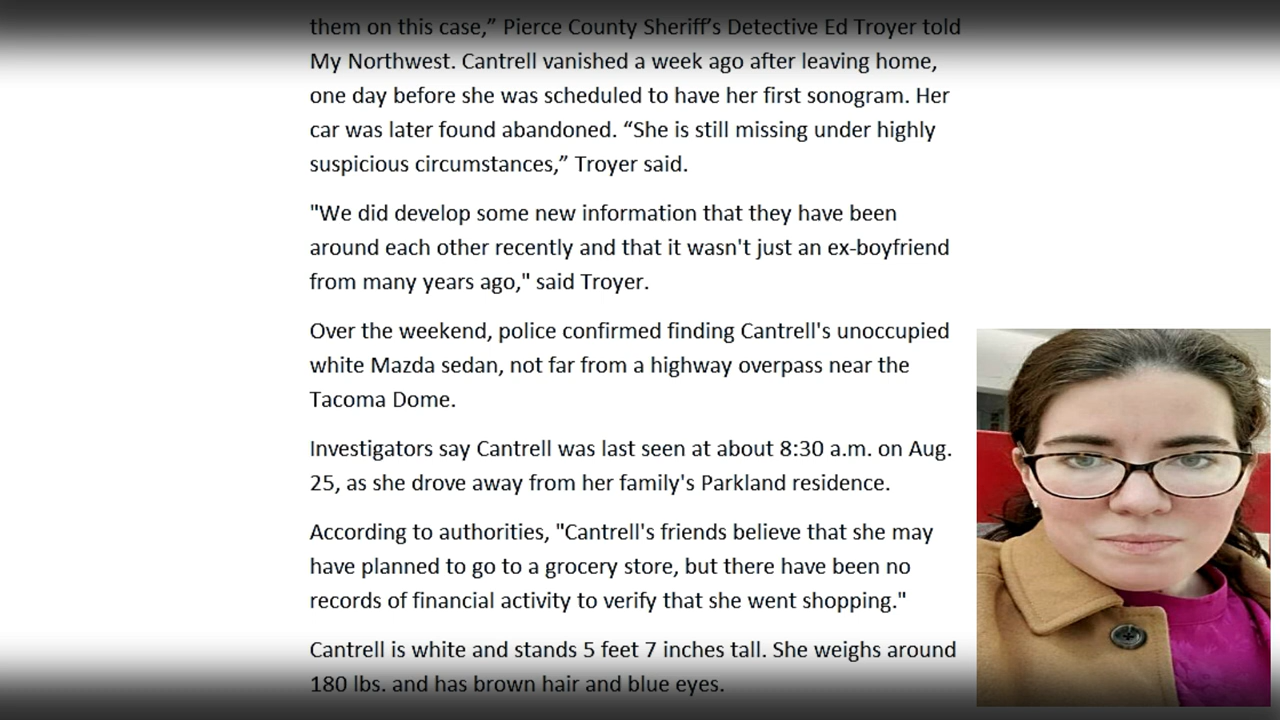 them on this case,” Pierce County Sheriff’s Detective Ed Troyer told
My Northwest. Cantrell vanished a week ago after leaving home,
one day before she was scheduled to have her first sonogram. Her
car was later found abandoned. “She is still missing under highly
suspicious circumstances,” Troyer said.
"We did develop some new information that they have been
around each other recently and that it wasn't just an ex-boyfriend
from many years ago," said Troyer.
Over the weekend, police confirmed finding Cantrell's unoccupied
white Mazda sedan, not far from a highway overpass near the
Tacoma Dome.
Investigators say Cantrell was last seen at about 8:30 a.m. on Aug.
25, as she drove away from her family's Parkland residence.
According to authorities, "Cantrell's friends believe that she may
have planned to go to a grocery store, but there have been no
records of financial activity to verify that she went shopping."
Cantrell is white and stands 5 feet 7 inches tall. She weighs around
180 lbs. and has brown hair and blue eyes.